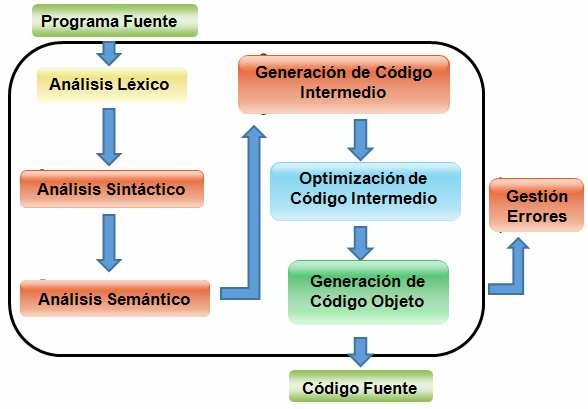 Programa Fuente
Análisis Léxico
Análisis Sintáctico
Análisis Semántico
Generación de Código
Intermedio
Optimización de
Código Intermedio
Generación de
Código Objeto
Gestión
Errores
Código Fuente